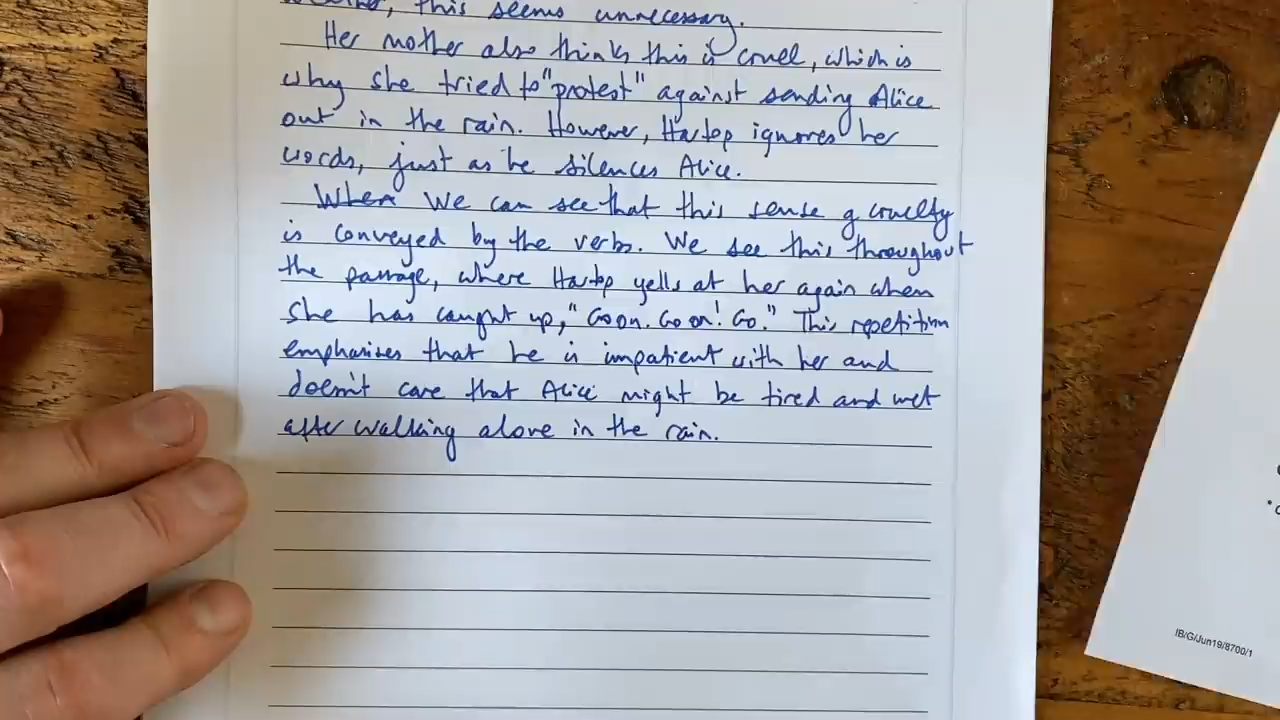 this seems unnecessary.
Her mother also thinks this is cruel, which is
why she tried to "protest" against sending Alice
out in the rain. However, Hartop ignores her
words, just as he silences Alice.
When We can see that this sense of cruelty
is conveyed by the verbs. We see this throughout
the passage, where Hartop yells at her again when
she has caught up, "Go on. Go on! Go." This repetition
emphasises that he is impatient with her and
doesn't care that Alice might be tired and wet
after walking alone in the rain.
IB/G/Jun19/8700/1